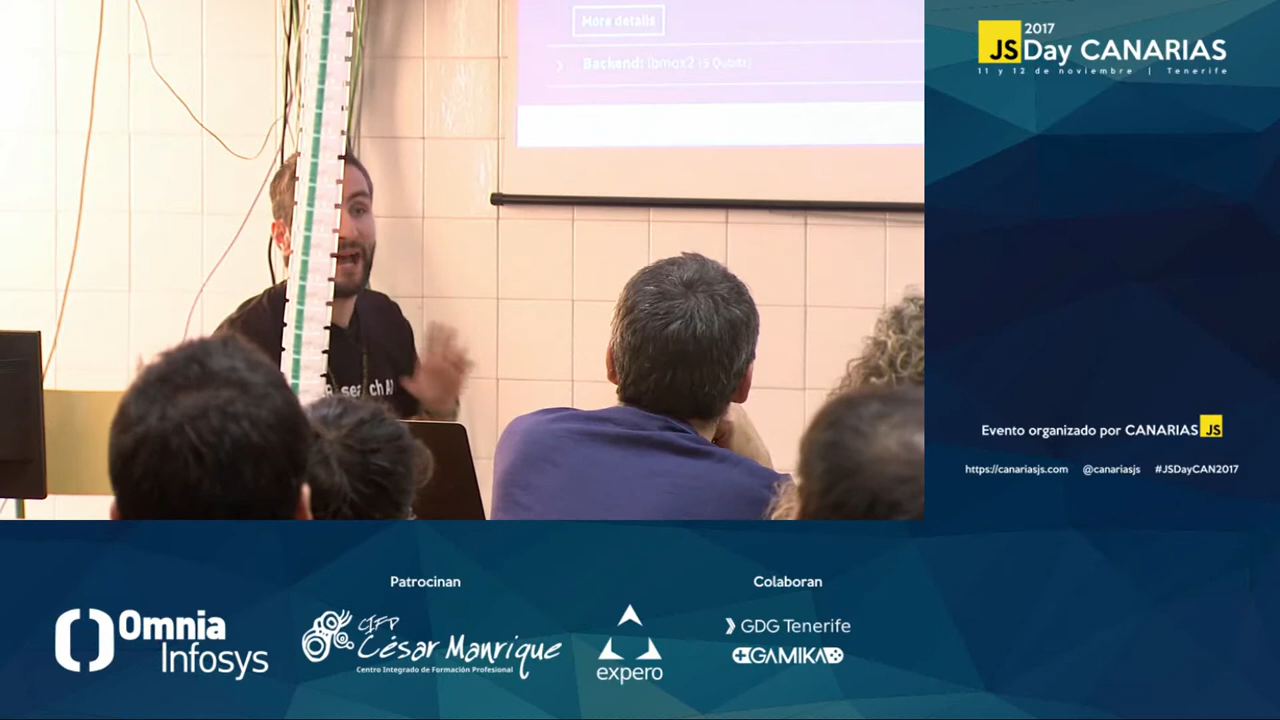 More details
Backend: ibmqx2 (5 Qubits)
Research
2017
JSDay CANARIAS
11 y 12 de noviembre | Tenerife
Evento organizado por CANARIAS JS
https://canariasjs.com @canariasjs #JSDayCAN2017
Patrocinan
Colaboran
Omnia
Infosys
CIFP
César Manrique
Centro Integrado de Formación Profesional
expero
GDG Tenerife
GAMIKA